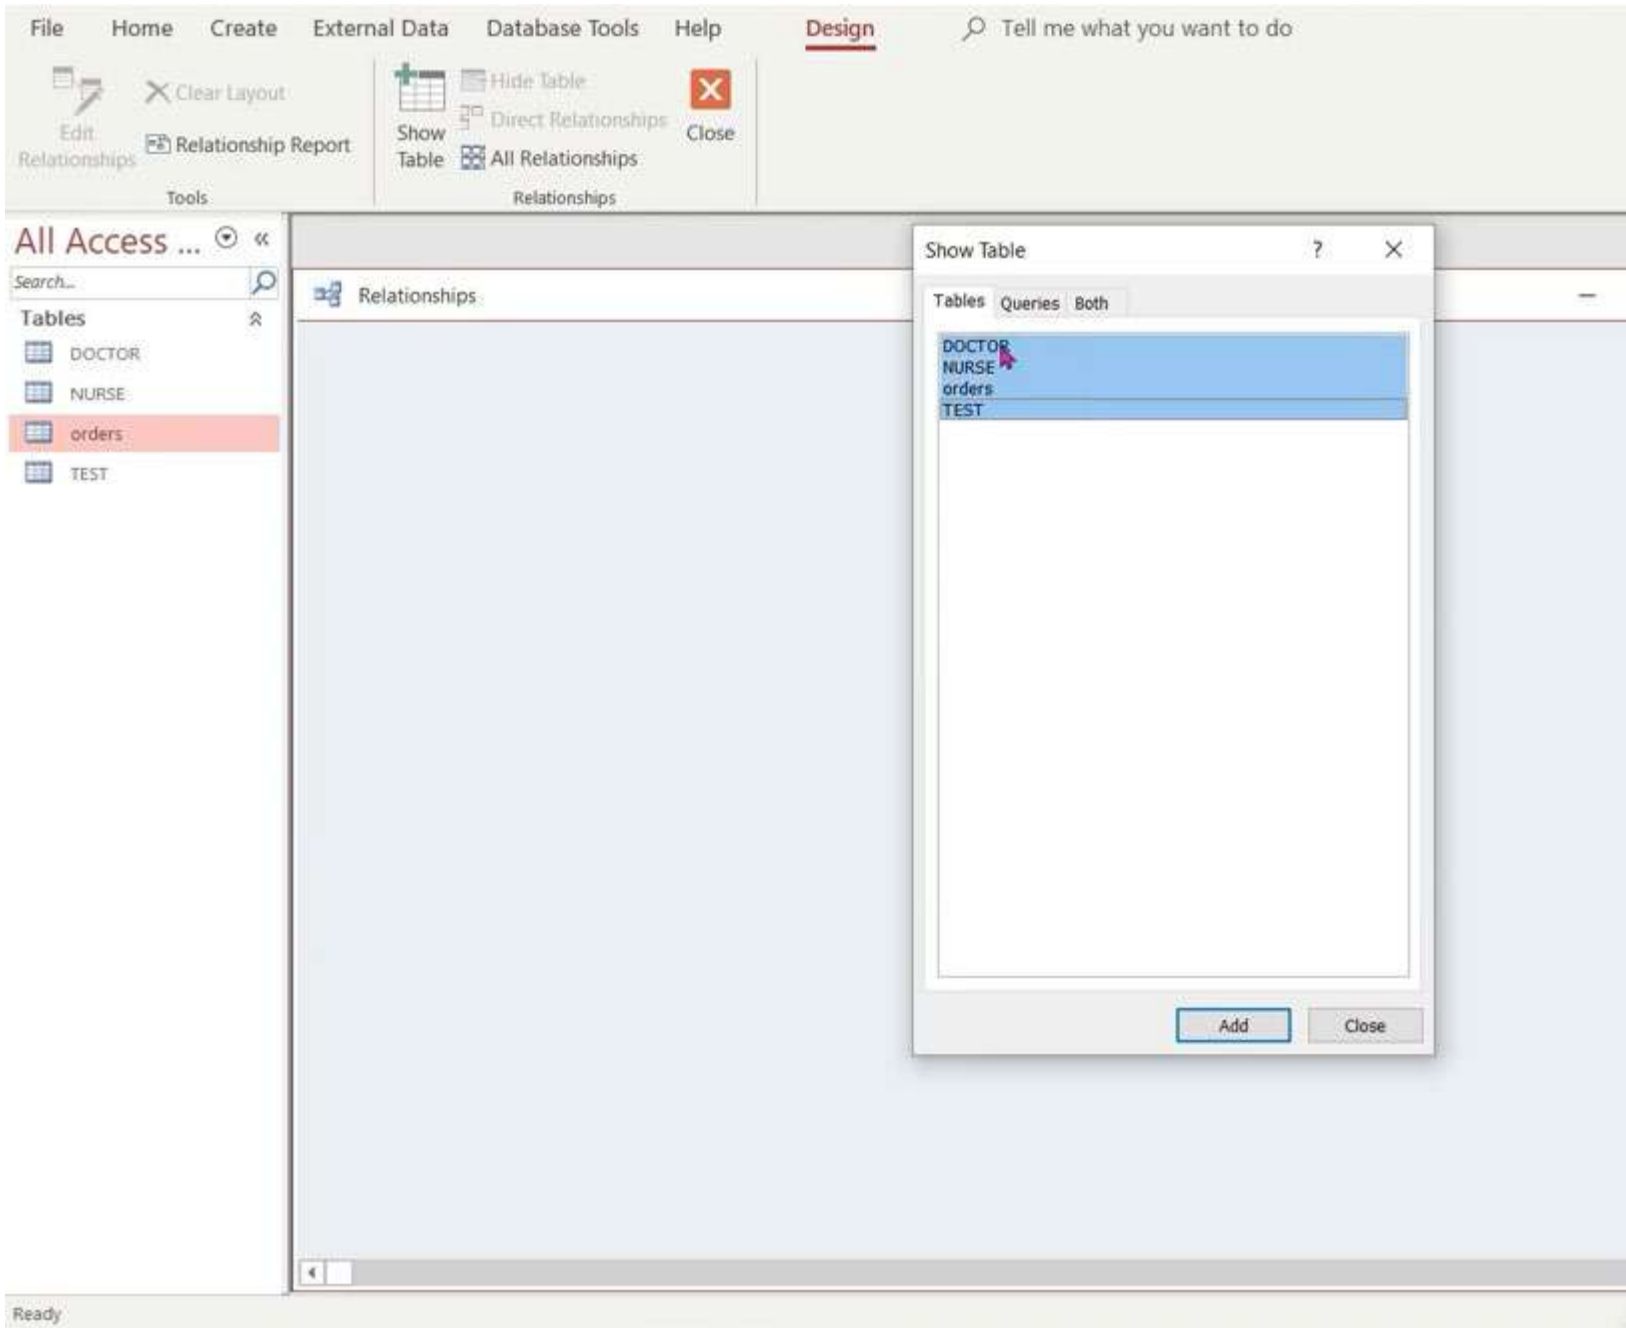 File Home Create External Data Database Tools Help Design Tell me what you want to do
Edit
Relationships
Clear Layout
Relationship Report
Tools
Show
Table
Hide Table
Direct Relationships
All Relationships
Close
Relationships
All Access ...
Search...
Tables
DOCTOR
NURSE
orders
TEST
Relationships
Show Table ?
Tables Queries Both
DOCTOR
NURSE
orders
TEST
Add Close
Ready